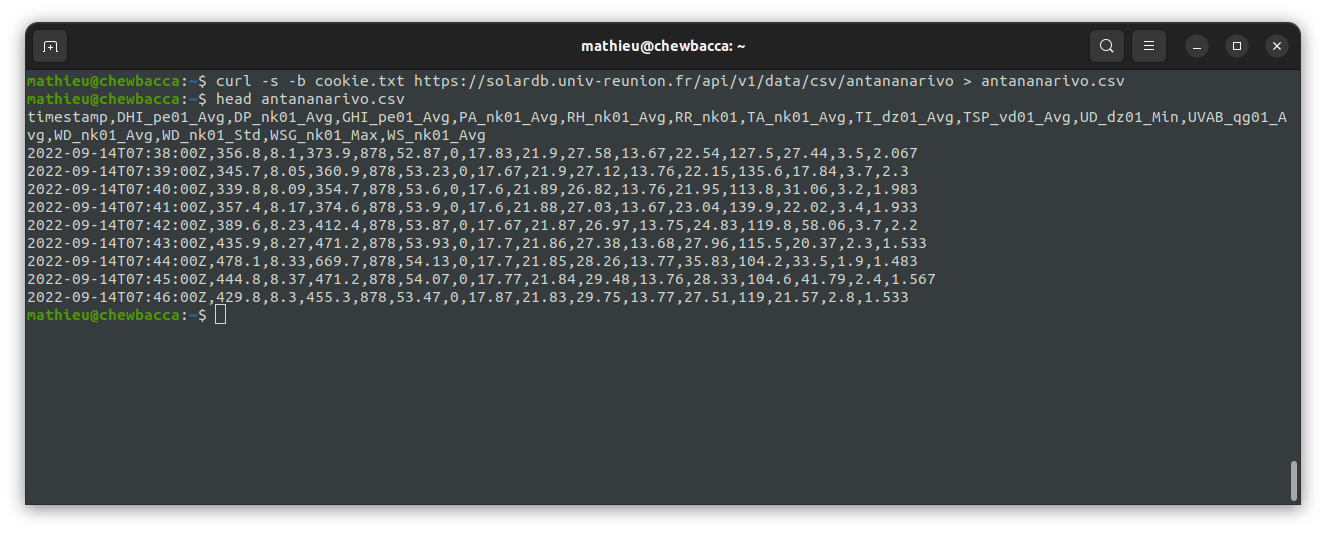 mathieu@chewbacca: ~
mathieu@chewbacca:~$ curl -s -b cookie.txt https://solardb.univ-reunion.fr/api/v1/data/csv/antananarivo > antananarivo.csv
mathieu@chewbacca:~$ head antananarivo.csv
timestamp,DHI_pe01_Avg,DP_nk01_Avg,GHI_pe01_Avg,PA_nk01_Avg,RH_nk01_Avg,RR_nk01,TA_nk01_Avg,TI_dz01_Avg,TSP_vd01_Avg,UD_dz01_Min,UVAB_qg01_A
vg,WD_nk01_Avg,WD_nk01_Std,WSG_nk01_Max,WS_nk01_Avg
2022-09-14T07:38:00Z,356.8,8.1,373.9,878,52.87,0,17.83,21.9,27.58,13.67,22.54,127.5,27.44,3.5,2.067
2022-09-14T07:39:00Z,345.7,8.05,360.9,878,53.23,0,17.67,21.9,27.12,13.76,22.15,135.6,17.84,3.7,2.3
2022-09-14T07:40:00Z,339.8,8.09,354.7,878,53.6,0,17.6,21.89,26.82,13.76,21.95,113.8,31.06,3.2,1.983
2022-09-14T07:41:00Z,357.4,8.17,374.6,878,53.9,0,17.6,21.88,27.03,13.67,23.04,139.9,22.02,3.4,1.933
2022-09-14T07:42:00Z,389.6,8.23,412.4,878,53.87,0,17.67,21.87,26.97,13.75,24.83,119.8,58.06,3.7,2.2
2022-09-14T07:43:00Z,435.9,8.27,471.2,878,53.93,0,17.7,21.86,27.38,13.68,27.96,115.5,20.37,2.3,1.533
2022-09-14T07:44:00Z,478.1,8.33,669.7,878,54.13,0,17.7,21.85,28.26,13.77,35.83,104.2,33.5,1.9,1.483
2022-09-14T07:45:00Z,444.8,8.37,471.2,878,54.07,0,17.77,21.84,29.48,13.76,28.33,104.6,41.79,2.4,1.567
2022-09-14T07:46:00Z,429.8,8.3,455.3,878,53.47,0,17.87,21.83,29.75,13.77,27.51,119,21.57,2.8,1.533
mathieu@chewbacca:~$